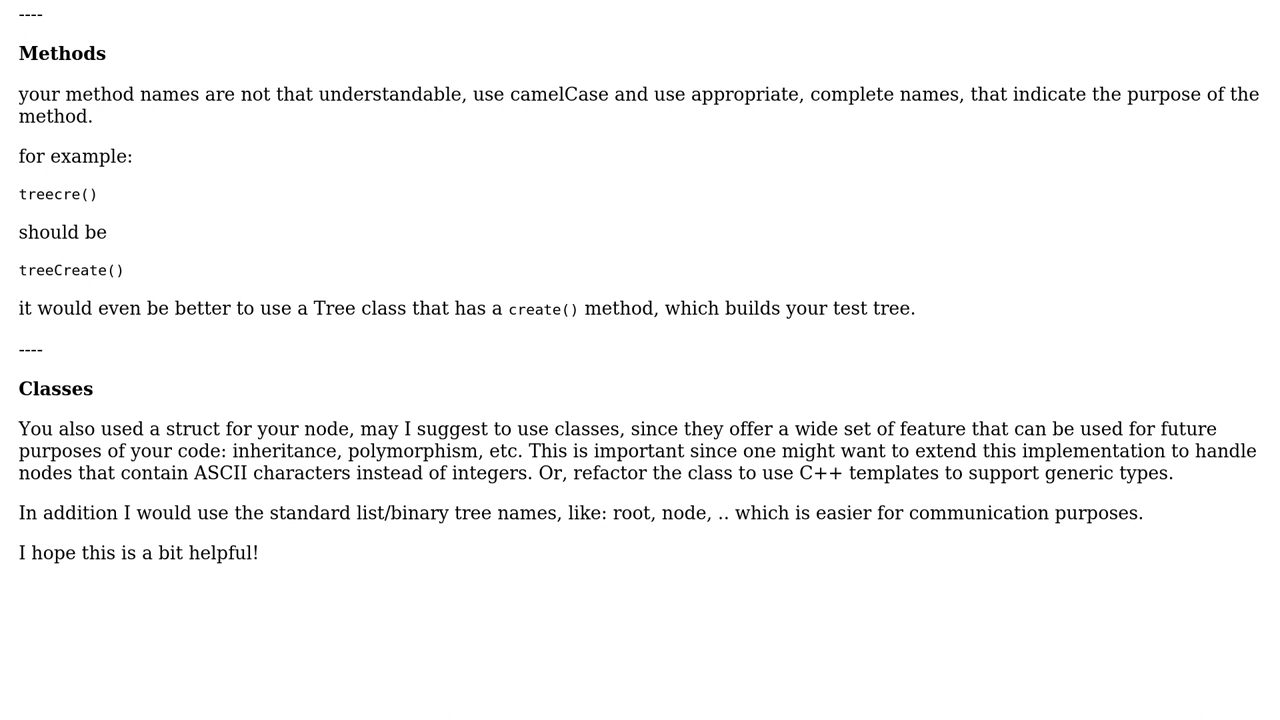 ----
Methods
your method names are not that understandable, use camelCase and use appropriate, complete names, that indicate the purpose of the
method.
for example:
treecre()
should be
treeCreate()
it would even be better to use a Tree class that has a create() method, which builds your test tree.
----
Classes
You also used a struct for your node, may I suggest to use classes, since they offer a wide set of feature that can be used for future
purposes of your code: inheritance, polymorphism, etc. This is important since one might want to extend this implementation to handle
nodes that contain ASCII characters instead of integers. Or, refactor the class to use C++ templates to support generic types.
In addition I would use the standard list/binary tree names, like: root, node, .. which is easier for communication purposes.
I hope this is a bit helpful!